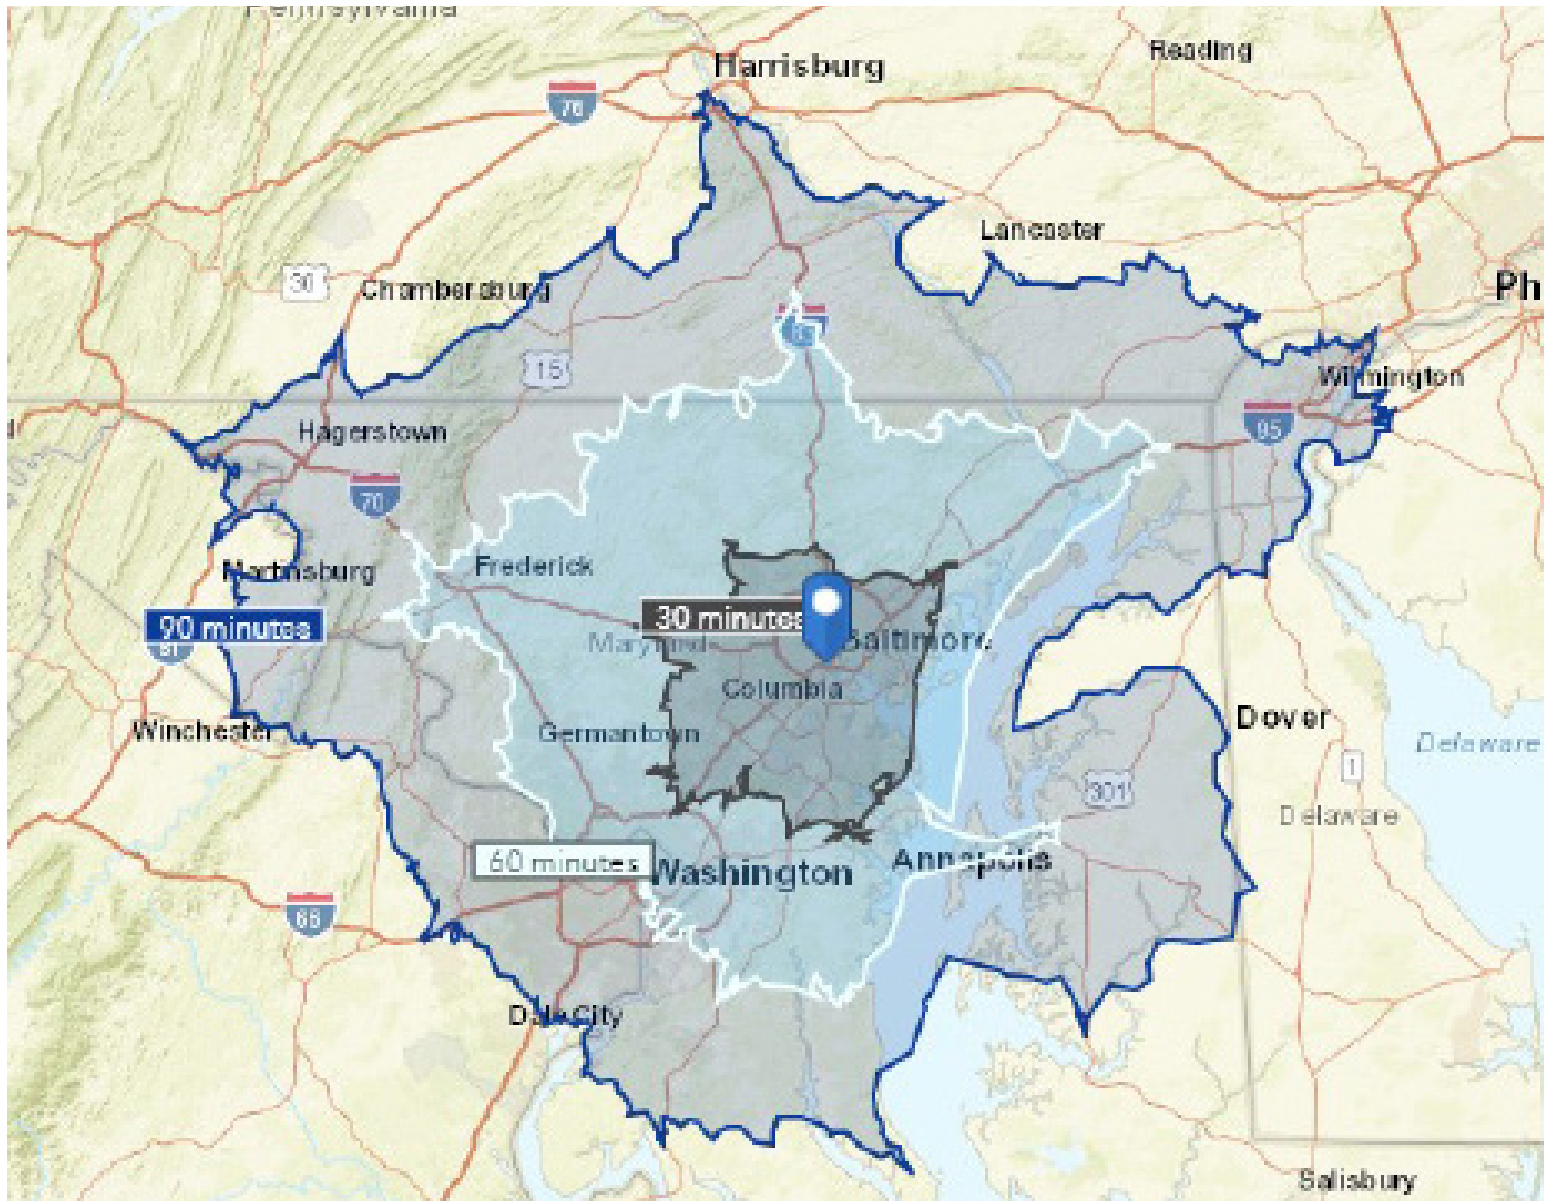 Pennsylvania
Reading
Harrisburg
76
Lancaster
30
Chambersburg
Ph
15
Wilmington
Hagerstown
95
70
Frederick
Martinsburg
90 minutes
30 minutes
Maryland
Baltimore
81
Columbia
Winchester
Germantown
Dover
Delaware
1
301
Delaware
60 minutes
Washington
Annapolis
66
Dale City
Salisbury